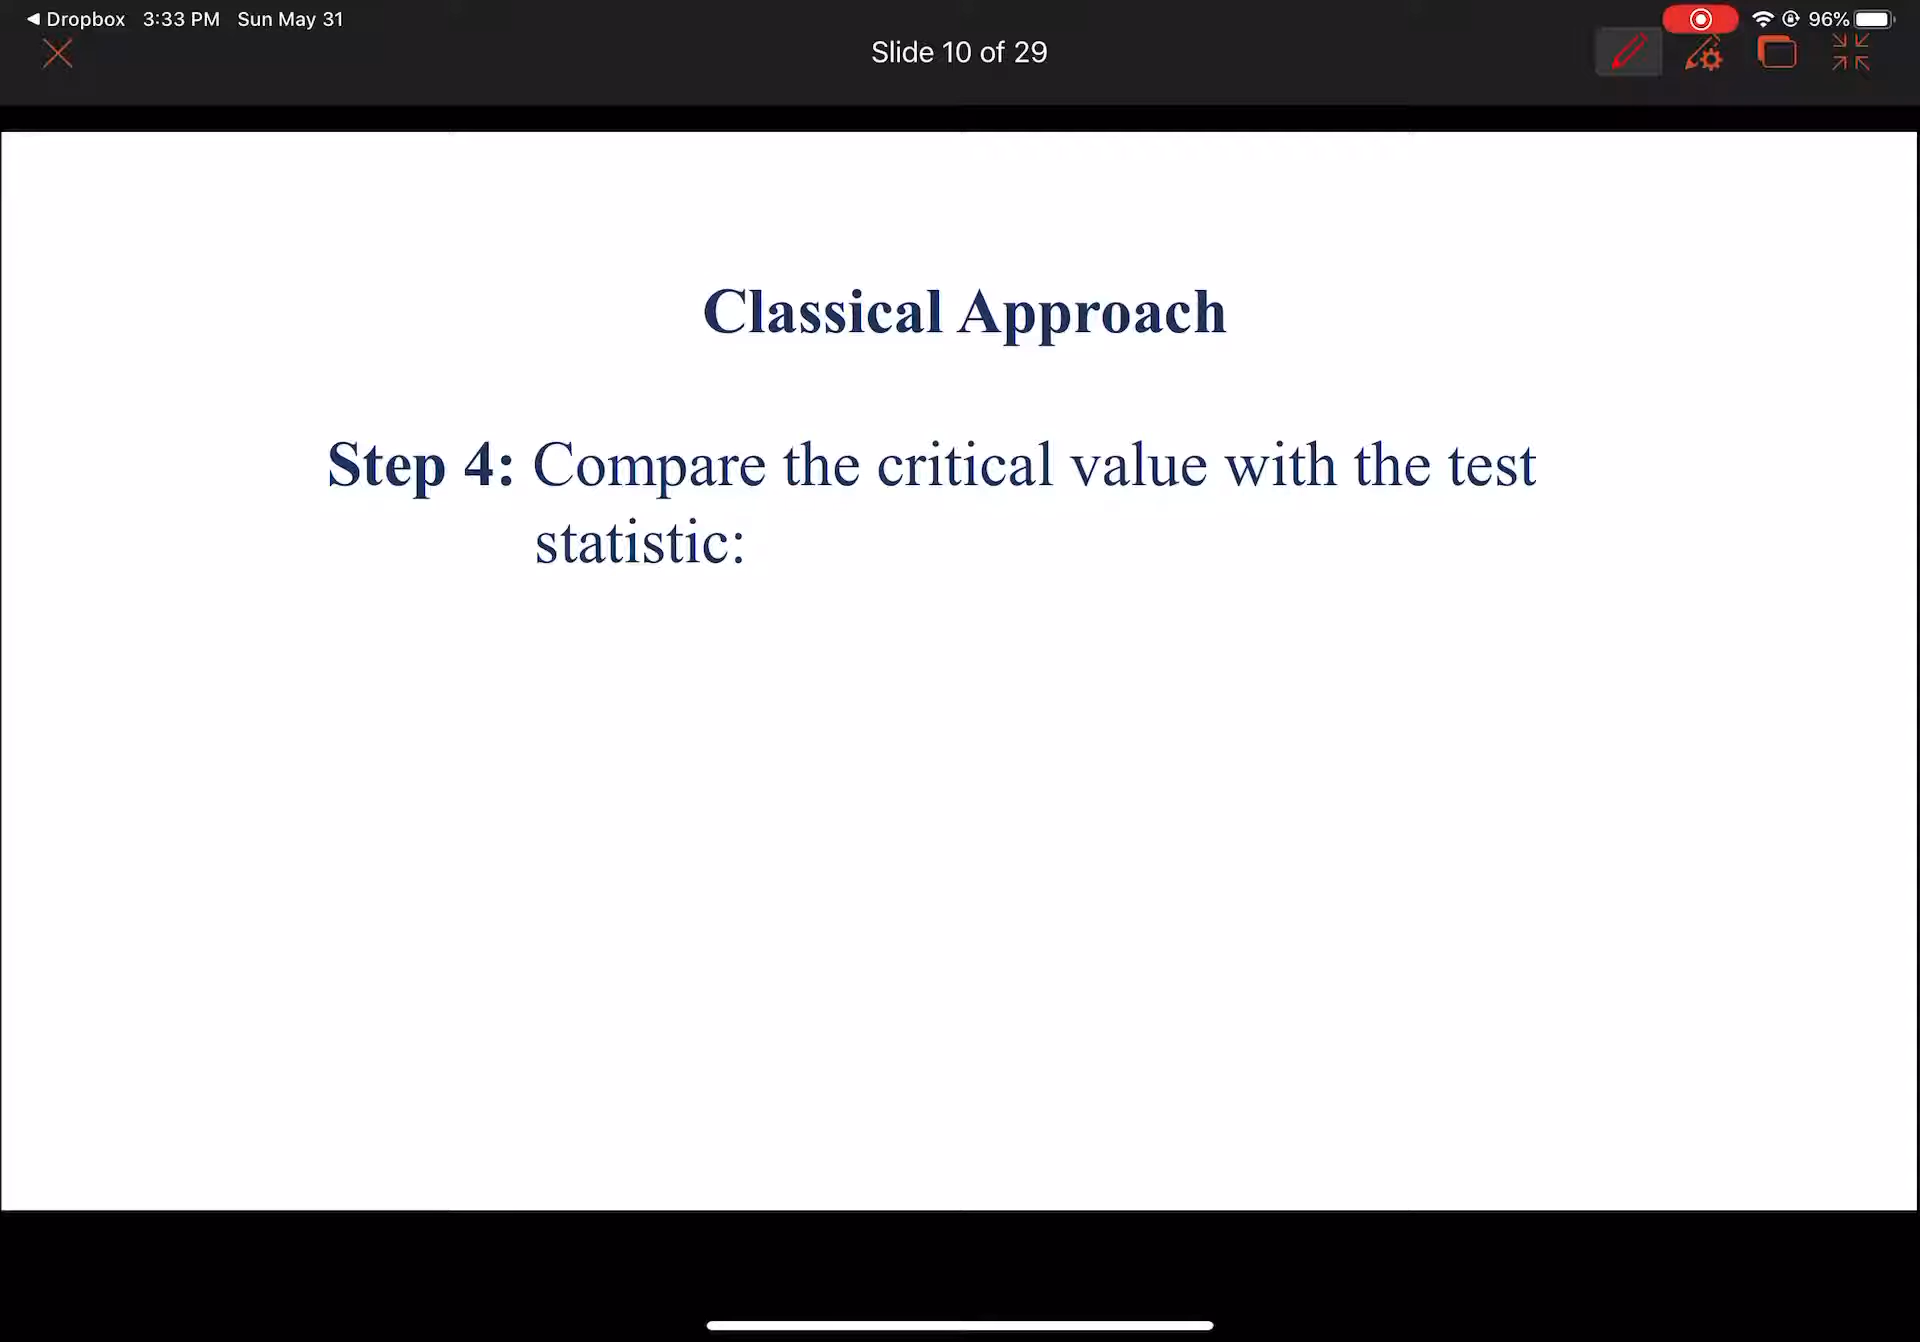 Dropbox 3:33 PM Sun May 31 96%
Slide 10 of 29
Classical Approach
Step 4: Compare the critical value with the test
statistic: